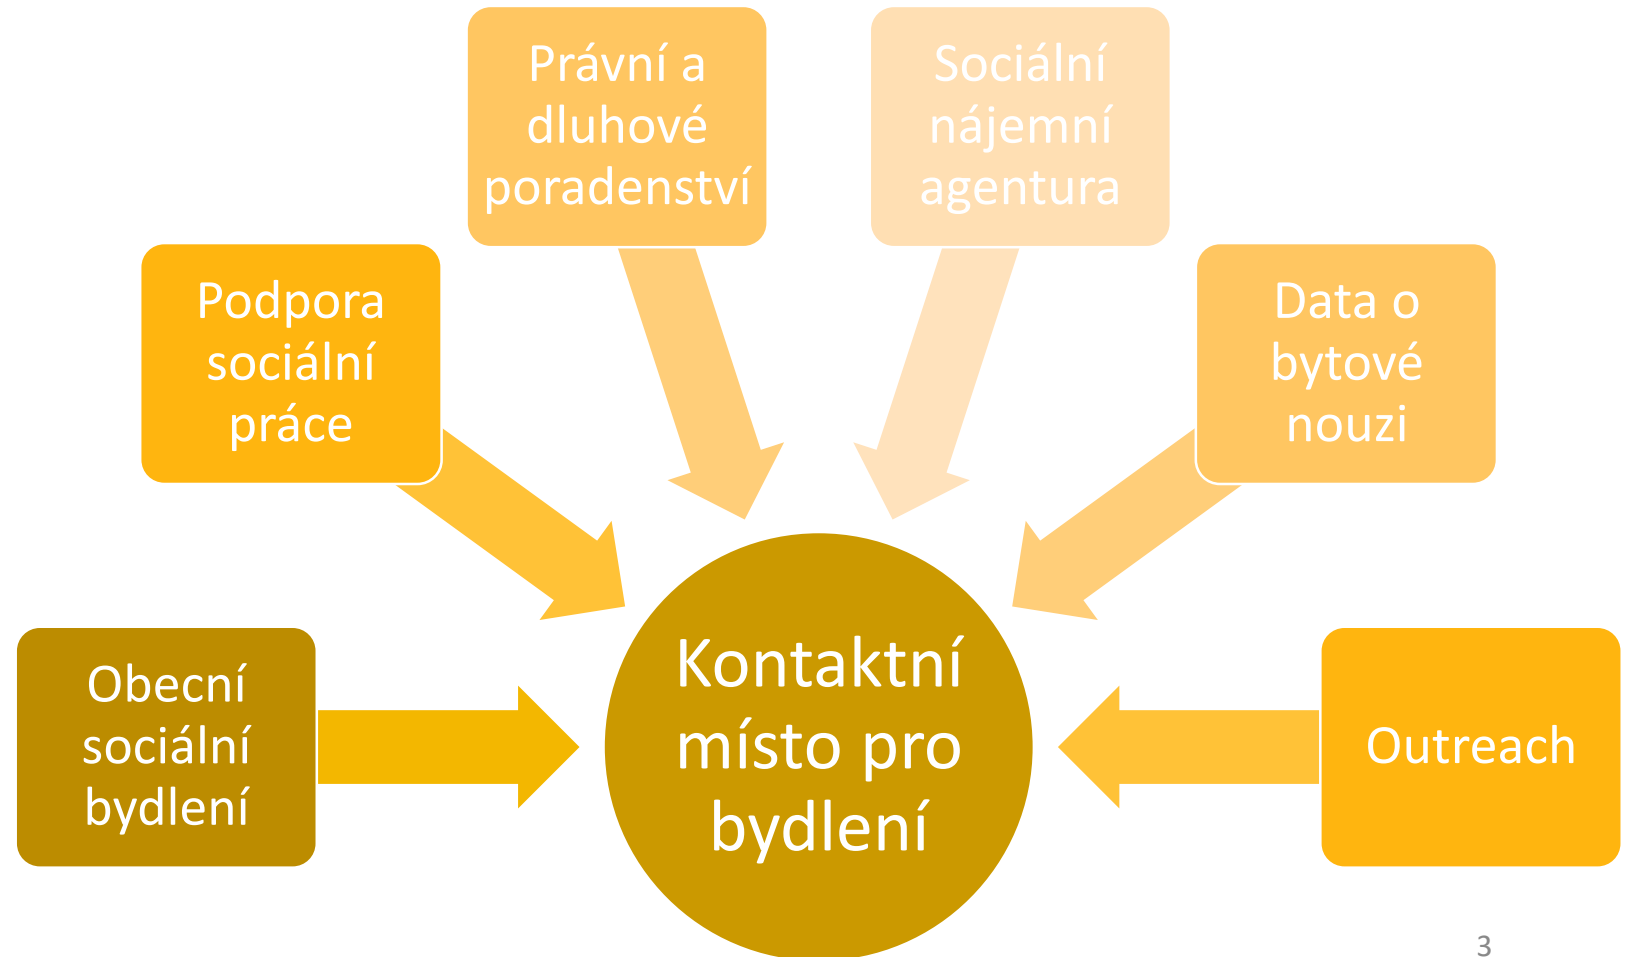 Právní a
dluhové
poradenství
Sociální
nájemní
agentura
Podpora
sociální
práce
Data o
bytové
nouzi
Obecní
sociální
bydlení
Kontaktní
místo pro
bydlení
Outreach
3